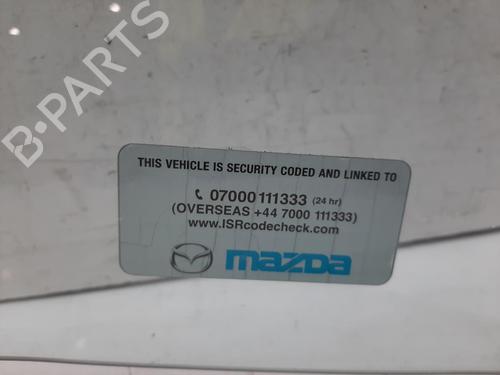 B-PARTS
THIS VEHICLE IS SECURITY CODED AND LINKED TO
07000 111333 (24 hr)
(OVERSEAS +44 7000 111333)
www.ISRcodecheck.com
mazda